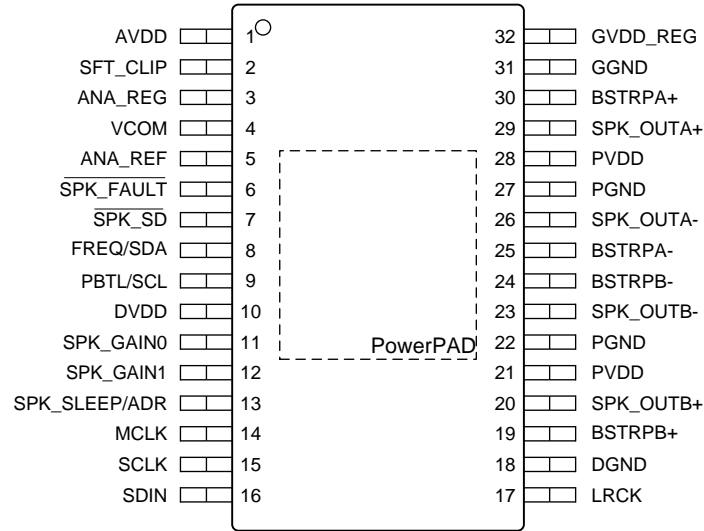 AVDD 1 32 GVDD_REG
SFT_CLIP 2 31 GGND
ANA_REG 3 30 BSTRPA+
VCOM 4 29 SPK_OUTA+
ANA_REF 5 28 PVDD
SPK_FAULT 6 27 PGND
SPK_SD 7 26 SPK_OUTA-
FREQ/SDA 8 25 BSTRPA-
PBTL/SCL 9 24 BSTRPB-
DVDD 10 23 SPK_OUTB-
SPK_GAIN0 11 PowerPAD 22 PGND
SPK_GAIN1 12 21 PVDD
SPK_SLEEP/ADR 13 20 SPK_OUTB+
MCLK 14 19 BSTRPB+
SCLK 15 18 DGND
SDIN 16 17 LRCK